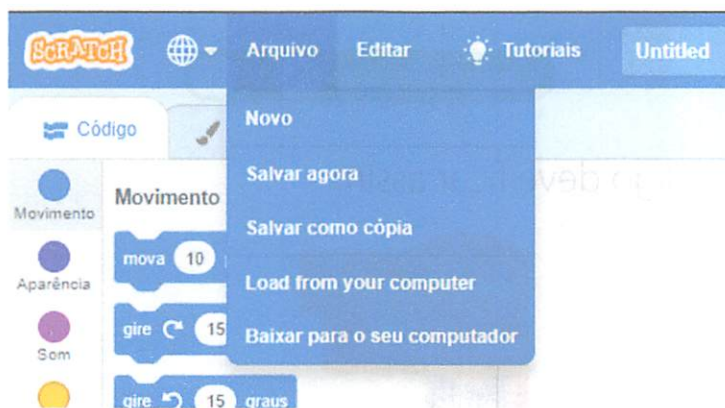 SCRATCH Arquivo Editar Tutoriais Untitled
Código
Novo
Salvar agora
Salvar como cópia
Load from your computer
Baixar para o seu computador
Movimento
Aparência
Som
Movimento
mova 10
gire 15
gire 15 graus